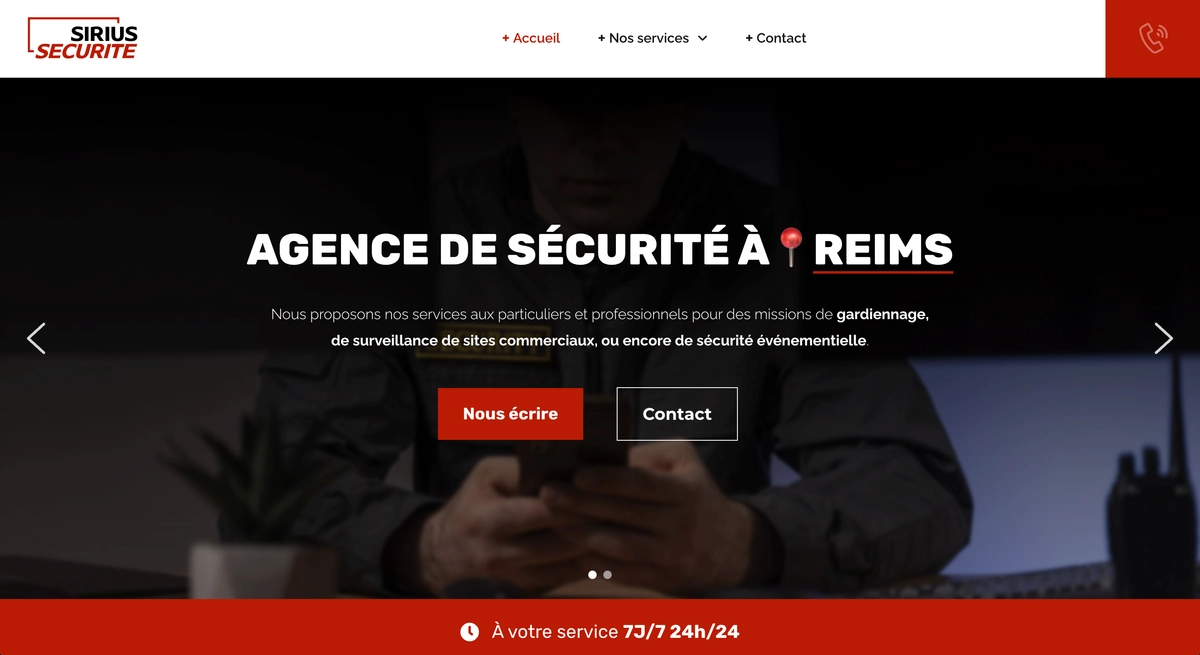 SIRIUS
SECURITE
+ Accueil
+ Nos services
+ Contact
AGENCE DE SÉCURITÉ À📍REIMS
Nous proposons nos services aux particuliers et professionnels pour des missions de gardiennage,
de surveillance de sites commerciaux, ou encore de sécurité événementielle.
SECURITY
Nous écrire
Contact
À votre service 7J/7 24h/24